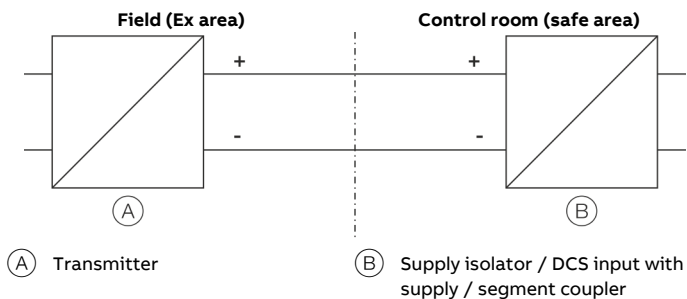 Field (Ex area)
Control room (safe area)
+
+
-
-
A
B
A Transmitter
B Supply isolator / DCS input with
supply / segment coupler